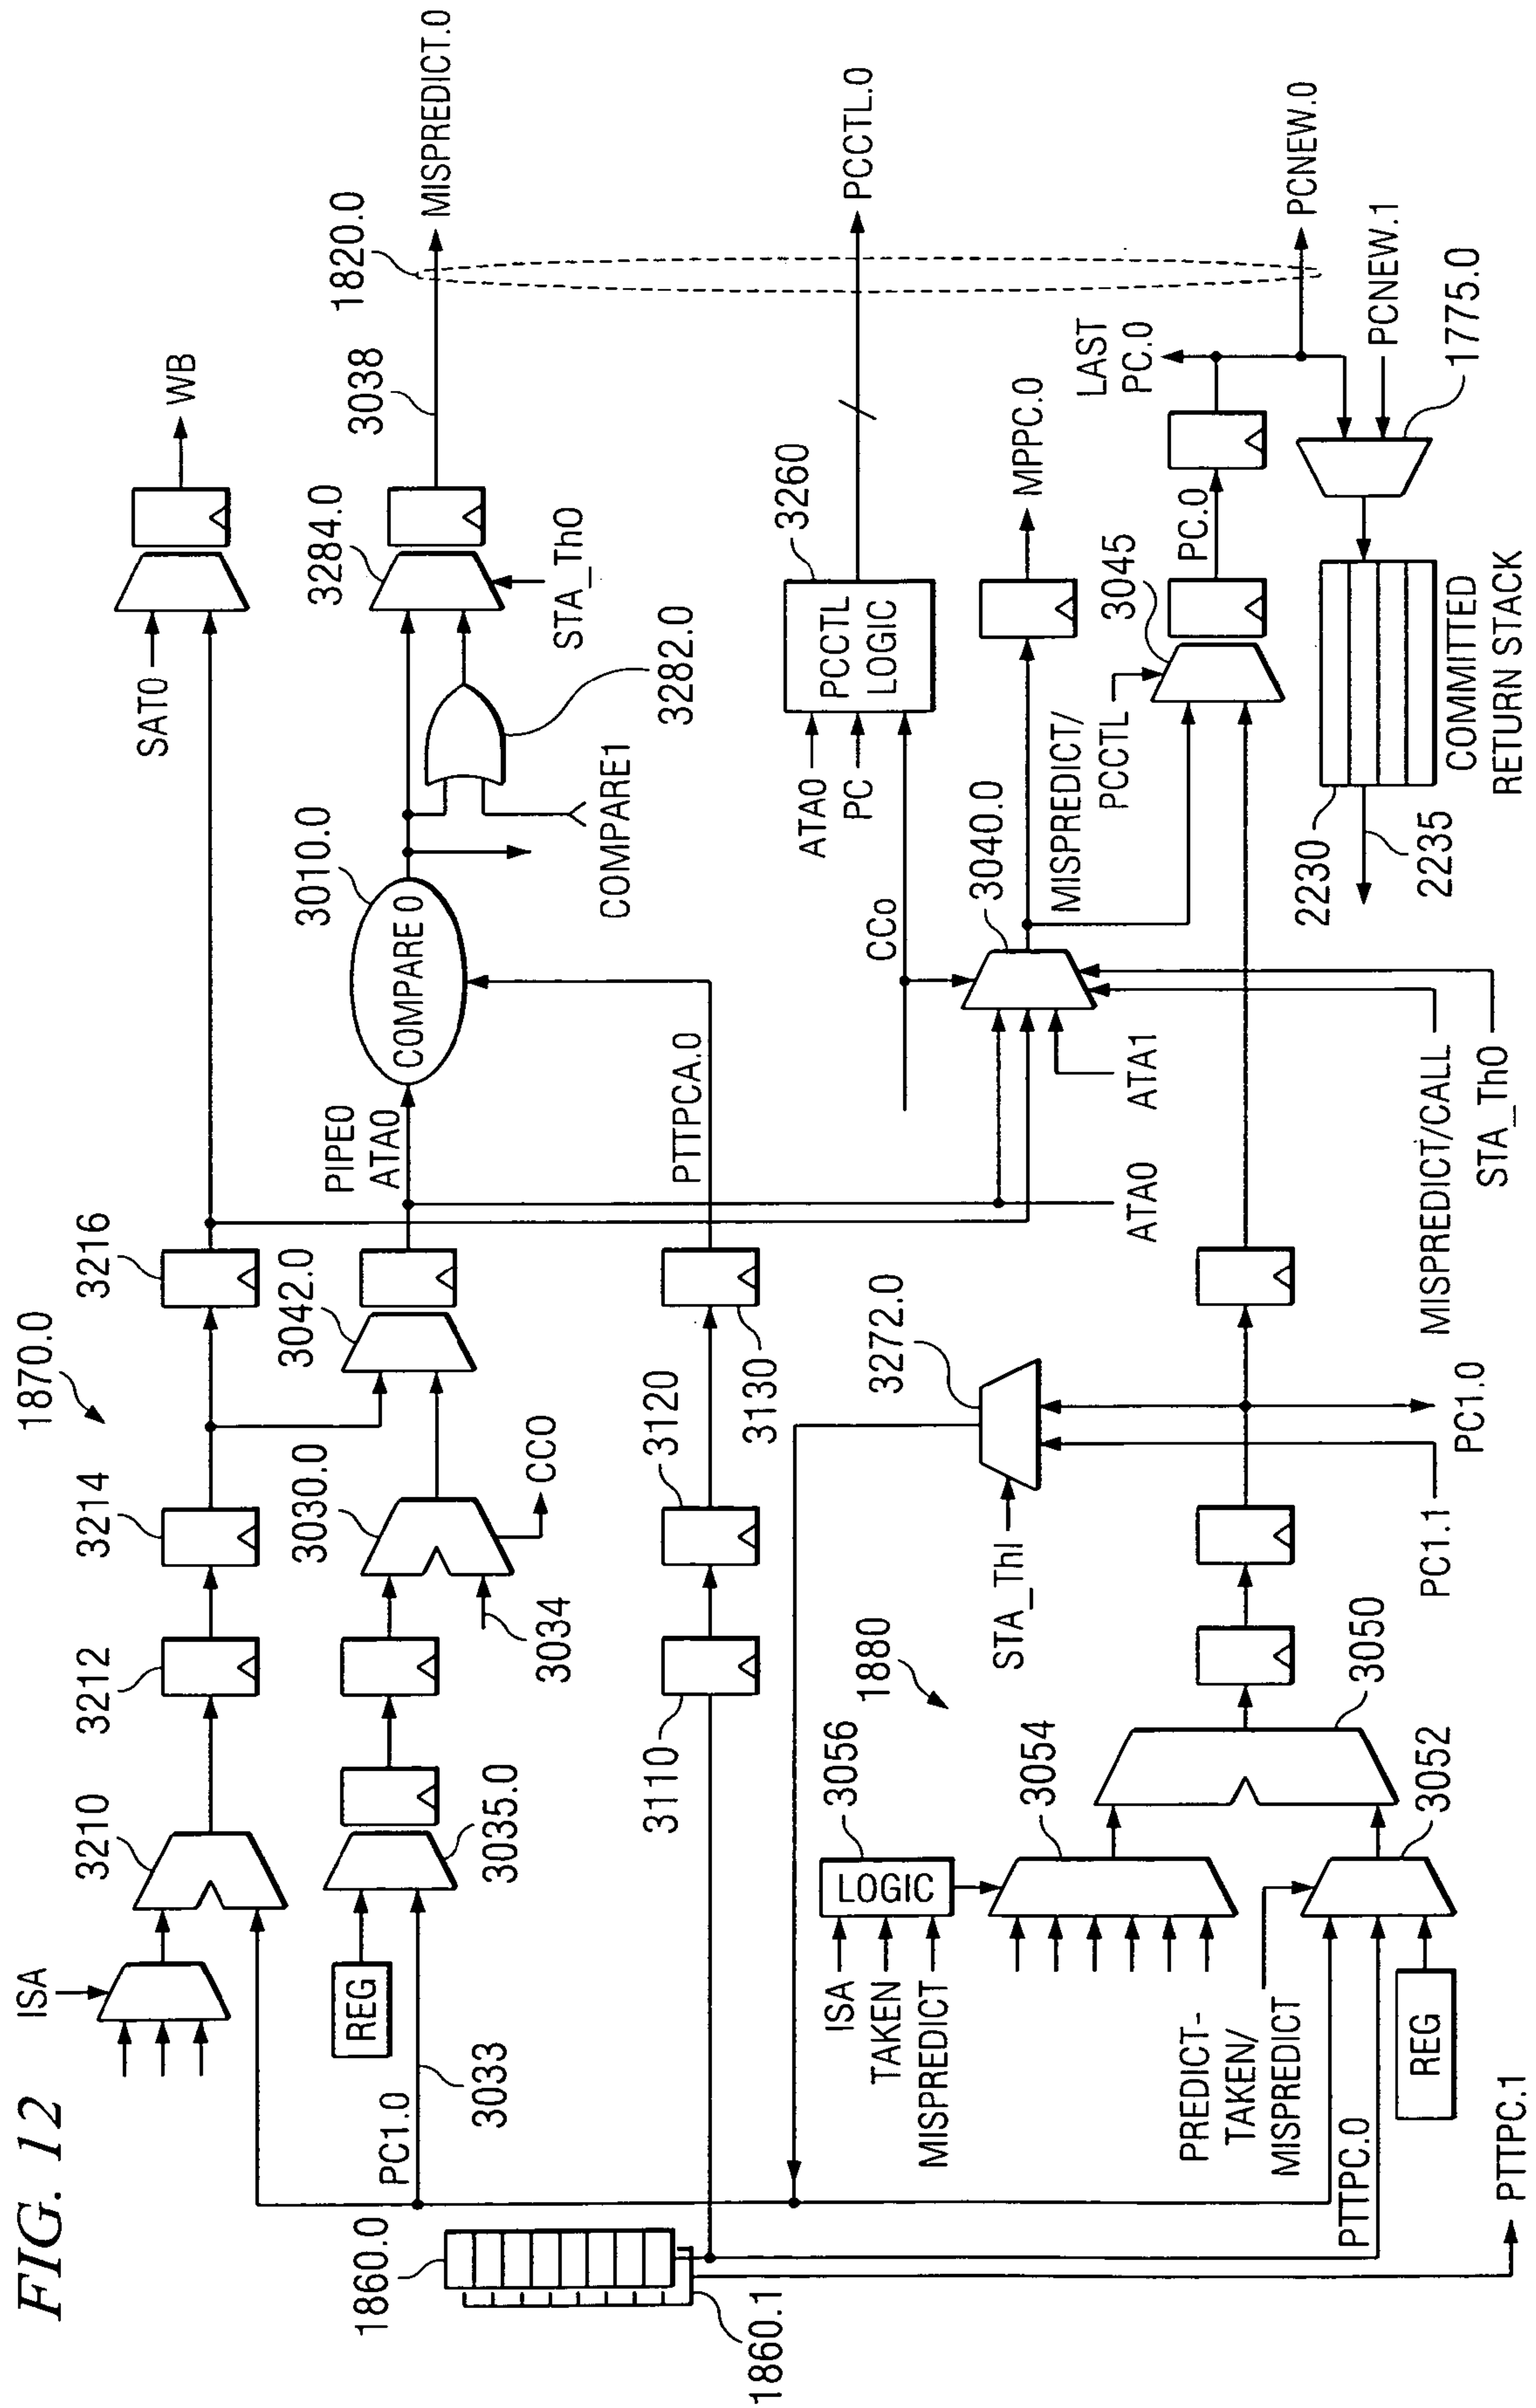 FIG. 12
1870.0
ISA
3210
3212
3214
3216
SAT0
WB
REG
3035.0
3034
3030.0
CC0
3042.0
PIPE0
ATA0
3010.0
COMPARE 0
COMPARE1
3282.0
3284.0
STA_Th0
3038
1820.0
MISPREDICT.0
PC1.0
3033
1860.0
1860.1
3110
3120
3130
PTTPCA.0
ATA0
PC
CCo
3260
PCCTL
LOGIC
PCCTL.0
3056
LOGIC
ISA
TAKEN
MISPREDICT
3054
1880
STA_ThI
3272.0
ATA0
ATA1
3040.0
MPPC.0
MISPREDICT/
PCCTL
3045
PC.0
LAST
PC.0
PCNEW.0
PCNEW.1
1775.0
PREDICT-
TAKEN/
MISPREDICT
PTTPC.0
REG
3052
3050
PC1.1
PC1.0
MISPREDICT/CALL
STA_Th0
2230
2235
COMMITTED
RETURN STACK
PTTPC.1